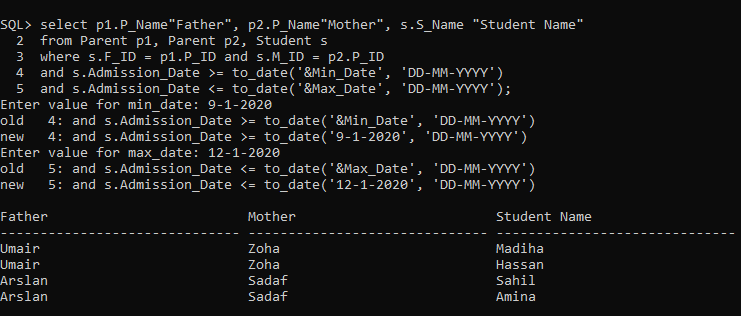 SQL> select p1.P_Name"Father", p2.P_Name"Mother", s.S_Name "Student Name"
  2  from Parent p1, Parent p2, Student s
  3  where s.F_ID = p1.P_ID and s.M_ID = p2.P_ID
  4  and s.Admission_Date >= to_date('&Min_Date', 'DD-MM-YYYY')
  5  and s.Admission_Date <= to_date('&Max_Date', 'DD-MM-YYYY');
Enter value for min_date: 9-1-2020
old   4: and s.Admission_Date >= to_date('&Min_Date', 'DD-MM-YYYY')
new   4: and s.Admission_Date >= to_date('9-1-2020', 'DD-MM-YYYY')
Enter value for max_date: 12-1-2020
old   5: and s.Admission_Date <= to_date('&Max_Date', 'DD-MM-YYYY')
new   5: and s.Admission_Date <= to_date('12-1-2020', 'DD-MM-YYYY')

Father                         Mother                         Student Name
------------------------------ ------------------------------ ------------------------------
Umair                          Zoha                           Madiha
Umair                          Zoha                           Hassan
Arslan                         Sadaf                          Sahil
Arslan                         Sadaf                          Amina